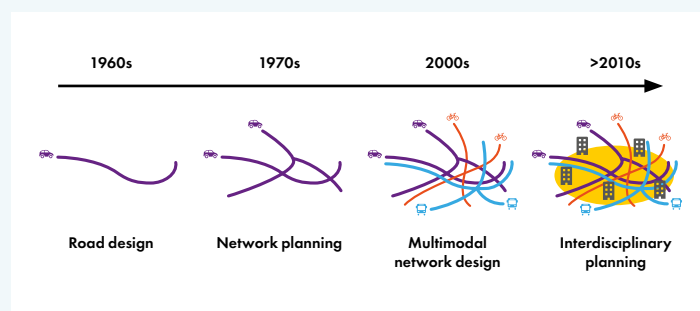 1960s
1970s
2000s
>2010s
Road design
Network planning
Multimodal
network design
Interdisciplinary
planning